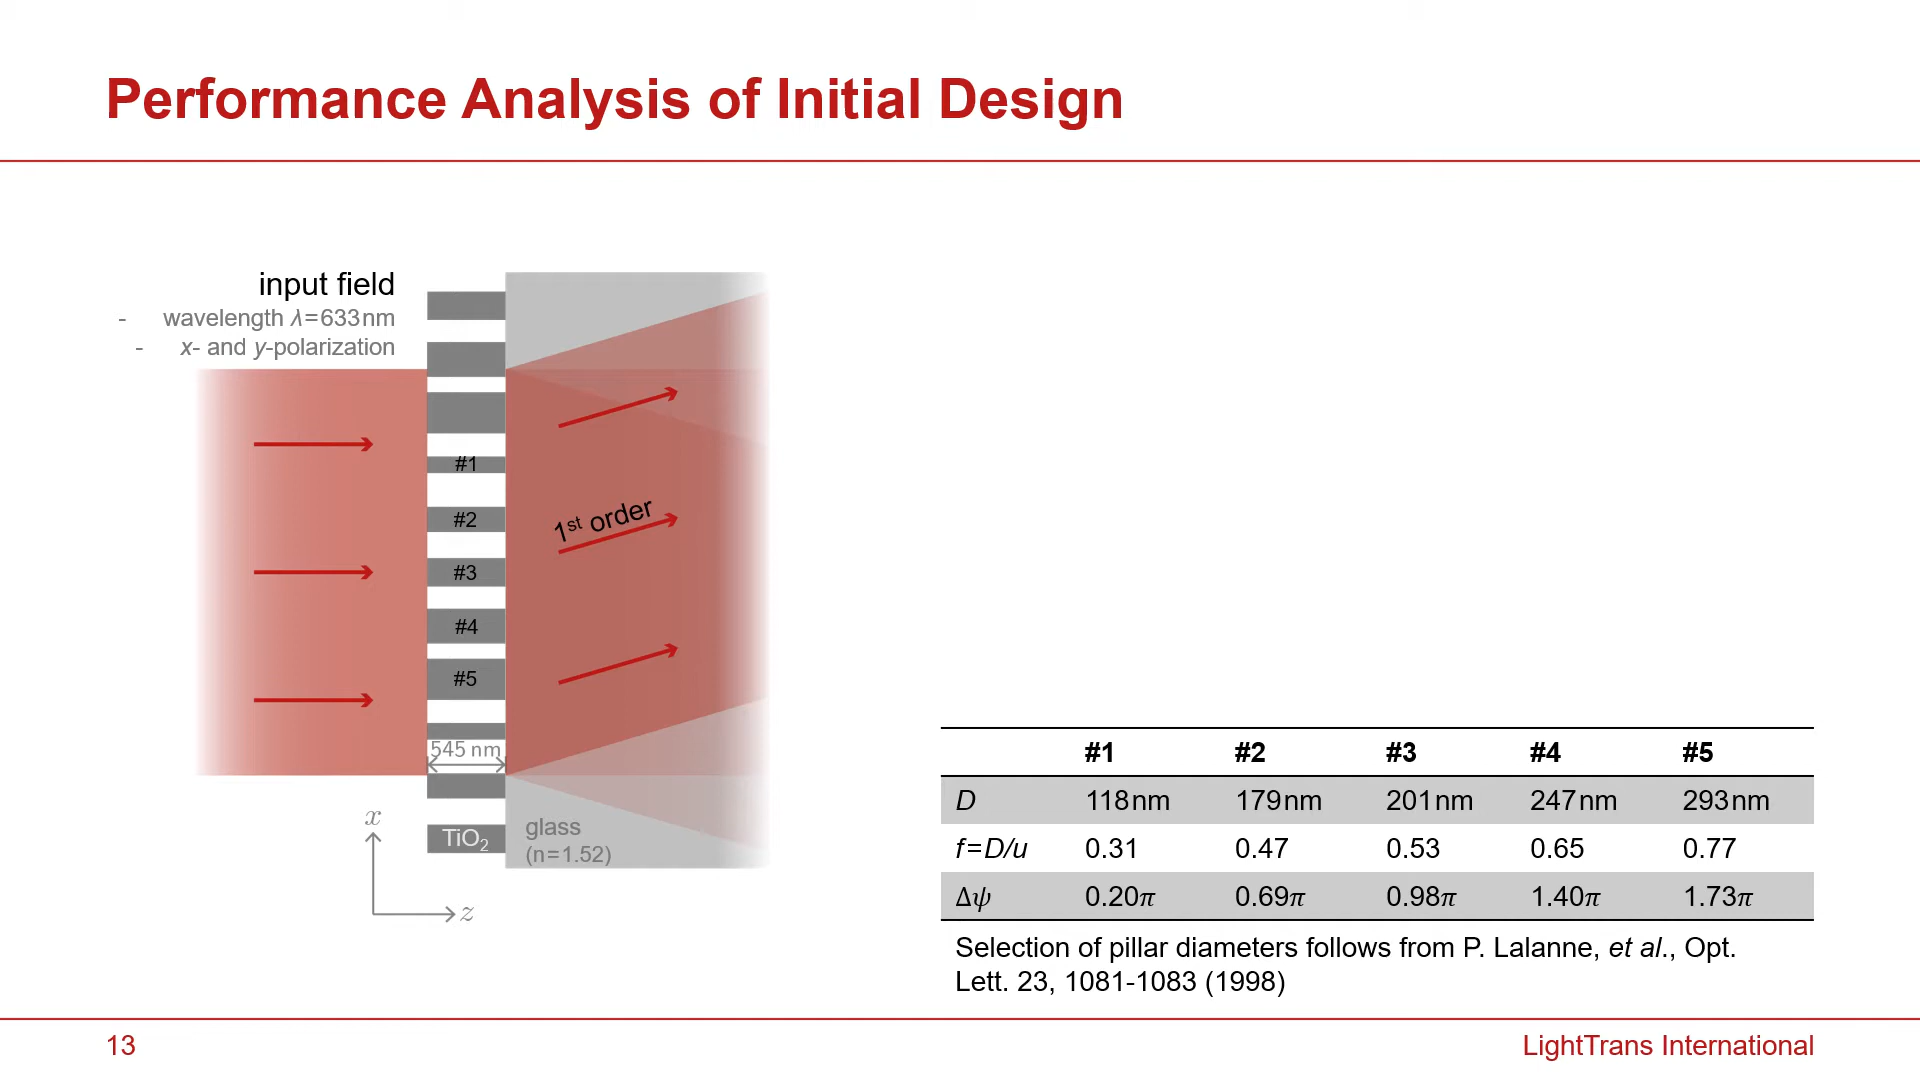 Performance Analysis of Initial Design
input field
- wavelength λ=633nm
- x- and y-polarization
#1
#2
#3
#4
#5
1st order
545 nm
TiO2
glass
(n=1.52)
x
z
#1 #2 #3 #4 #5
D 118nm 179nm 201nm 247nm 293nm
f=D/u 0.31 0.47 0.53 0.65 0.77
Δψ 0.20π 0.69π 0.98π 1.40π 1.73π
Selection of pillar diameters follows from P. Lalanne, et al., Opt.
Lett. 23, 1081-1083 (1998)
13
LightTrans International